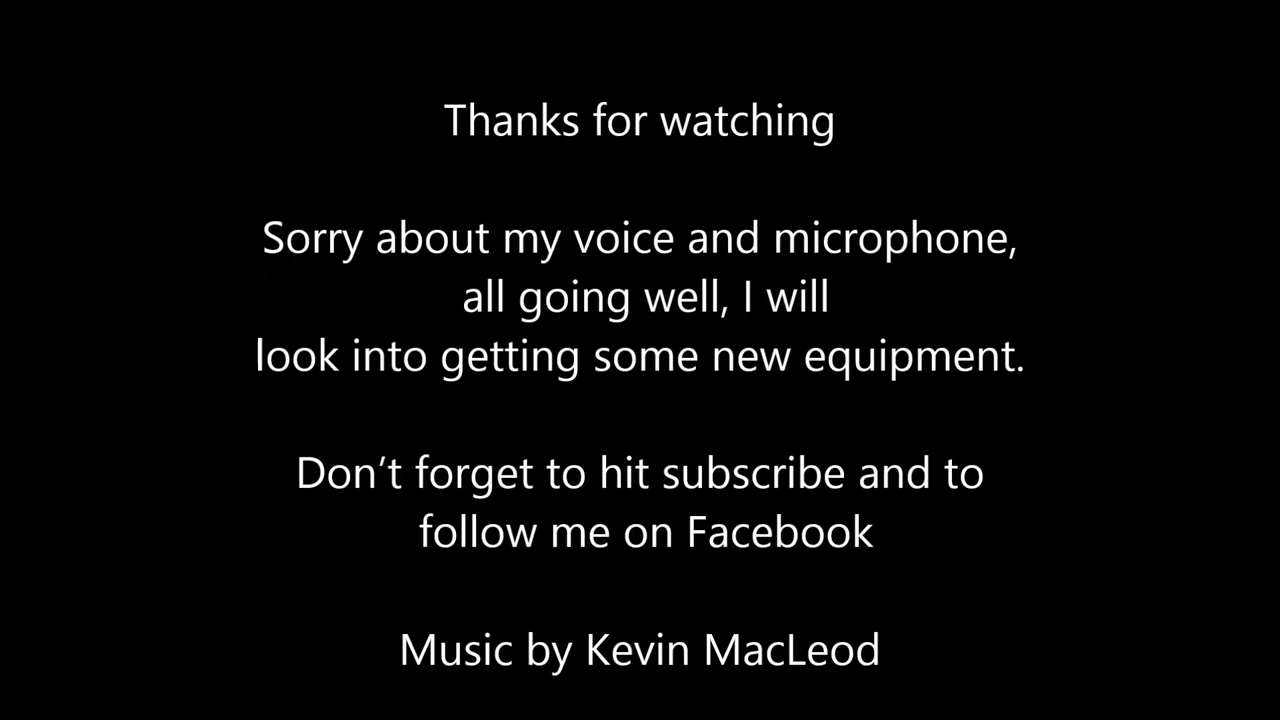 Thanks for watching
Sorry about my voice and microphone,
all going well, I will
look into getting some new equipment.
Don’t forget to hit subscribe and to
follow me on Facebook
Music by Kevin MacLeod